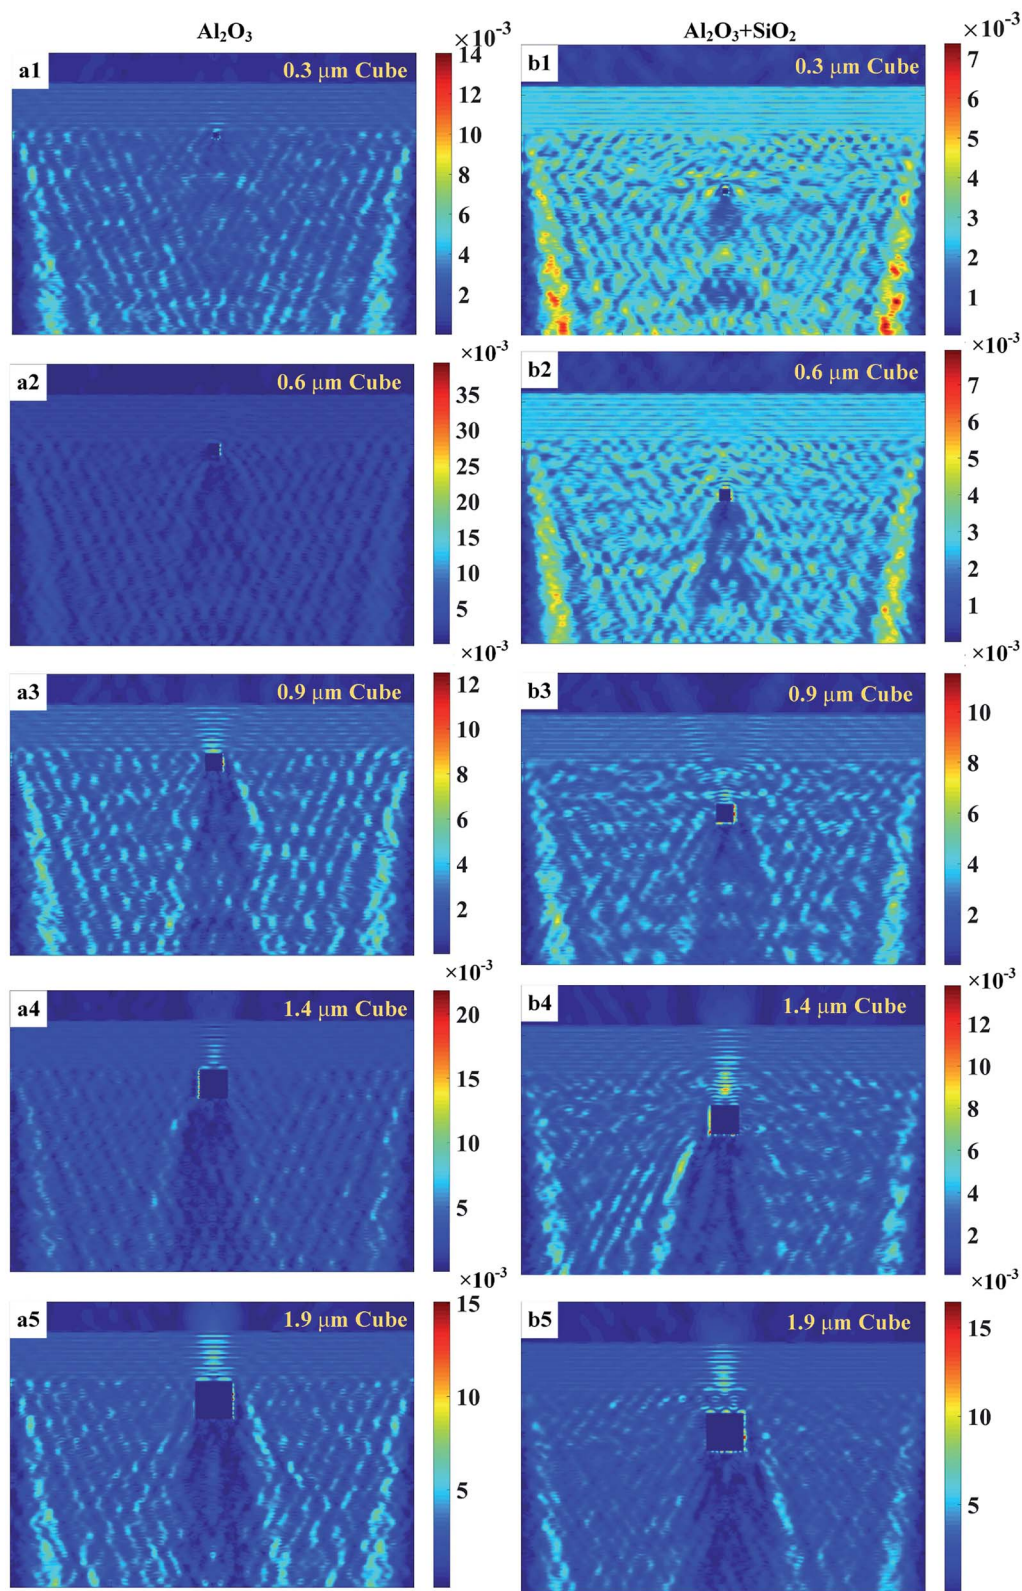 Al₂O₃
Al₂O₃+SiO₂
a1
0.3 μm Cube
×10⁻³
14
12
10
8
6
4
2
b1
0.3 μm Cube
×10⁻³
7
6
5
4
3
2
1
a2
0.6 μm Cube
×10⁻³
35
30
25
20
15
10
5
b2
0.6 μm Cube
×10⁻³
7
6
5
4
3
2
1
a3
0.9 μm Cube
×10⁻³
12
10
8
6
4
2
b3
0.9 μm Cube
×10⁻³
10
8
6
4
2
a4
1.4 μm Cube
×10⁻³
20
15
10
5
b4
1.4 μm Cube
×10⁻³
12
10
8
6
4
2
a5
1.9 μm Cube
×10⁻³
15
10
5
b5
1.9 μm Cube
×10⁻³
15
10
5